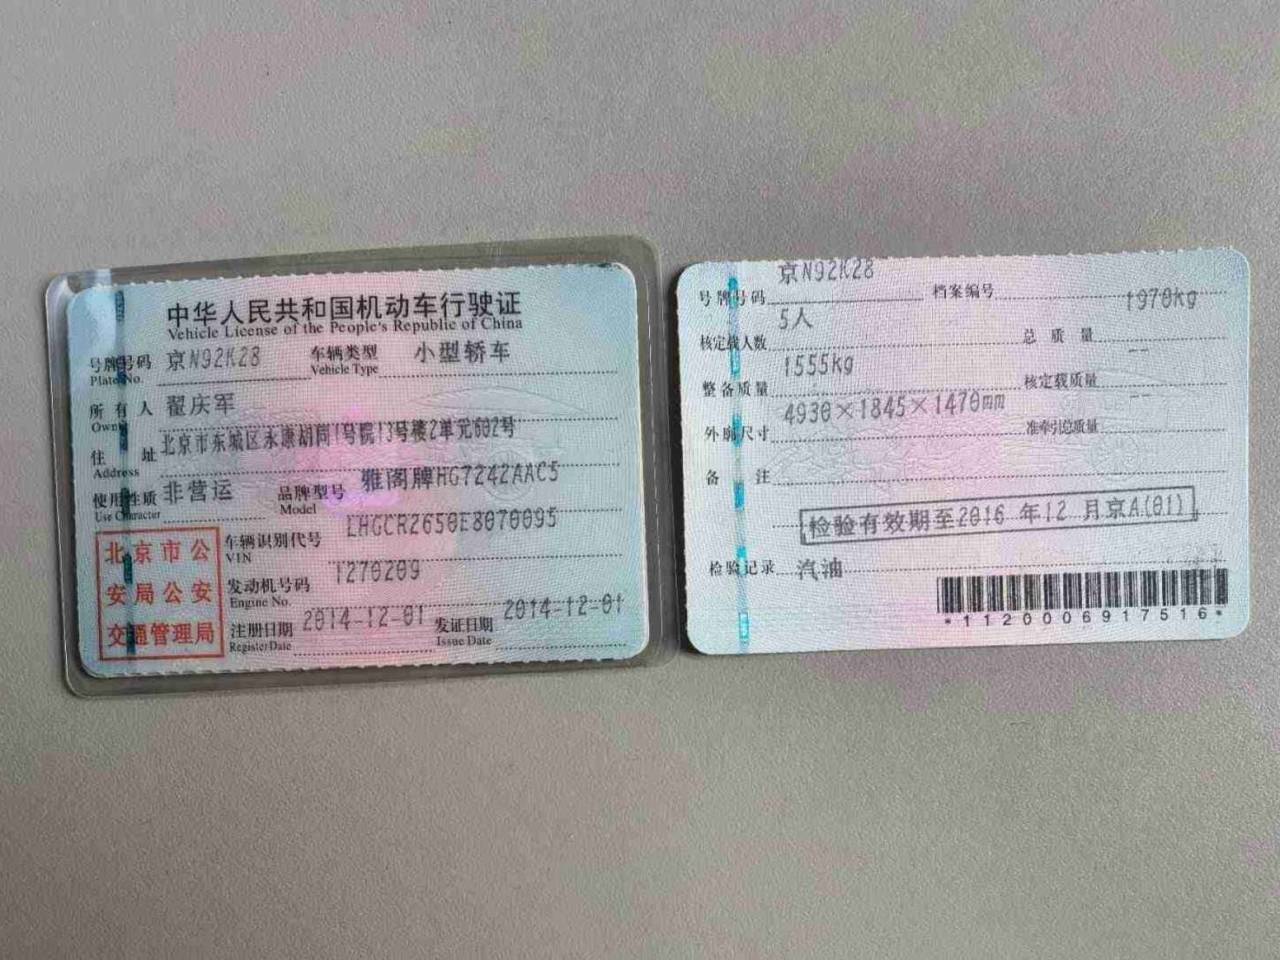 中华人民共和国机动车行驶证
Vehicle License of the People's Republic of China
号牌号码 京N92K28 车辆类型 小型轿车
Plate No. Vehicle Type
所有人 翟庆军
Owner
住址 北京市东城区永康胡同1号院13号楼2单元602号
Address
使用性质 非营运 品牌型号 雅阁牌HG7242AAC5
Use Character Model
北京市公
安局公安
交通管理局
车辆识别代号 LHGCR2650E8070095
VIN
发动机号码 1270209
Engine No.
注册日期 2014-12-01 发证日期 2014-12-01
Register Date Issue Date
号牌号码 京N92K28 档案编号
核定载人数 5人 总质量 1970kg
整备质量 1555kg 核定载质量 --
外廓尺寸 4930×1845×1470mm 准牵引总质量 --
备注
检验有效期至2016年12月京A(01)
检验记录 汽油
*1120006917516*